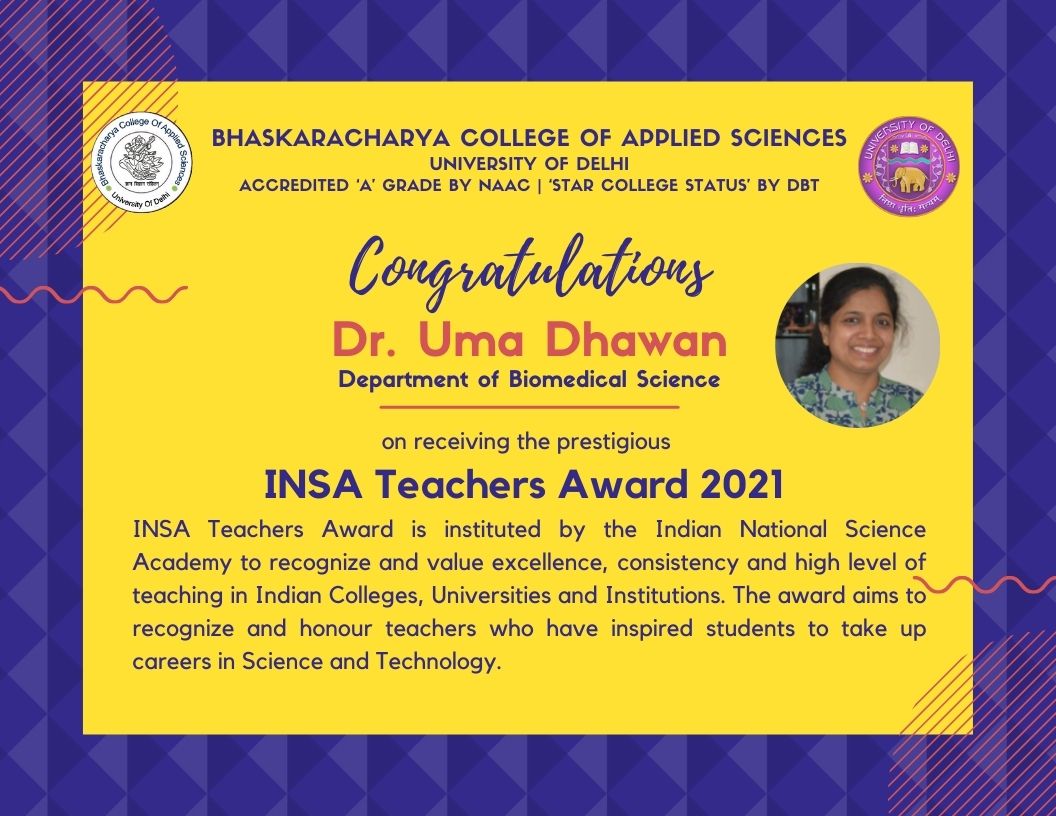 BHASKARACHARYA COLLEGE OF APPLIED SCIENCES
UNIVERSITY OF DELHI
ACCREDITED ‘A’ GRADE BY NAAC | ‘STAR COLLEGE STATUS’ BY DBT
Bhaskaracharya College Of Applied Sciences
University Of Delhi
UNIVERSITY OF DELHI
Congratulations
Dr. Uma Dhawan
Department of Biomedical Science
on receiving the prestigious
INSA Teachers Award 2021
INSA Teachers Award is instituted by the Indian National Science
Academy to recognize and value excellence, consistency and high level of
teaching in Indian Colleges, Universities and Institutions. The award aims to
recognize and honour teachers who have inspired students to take up
careers in Science and Technology.